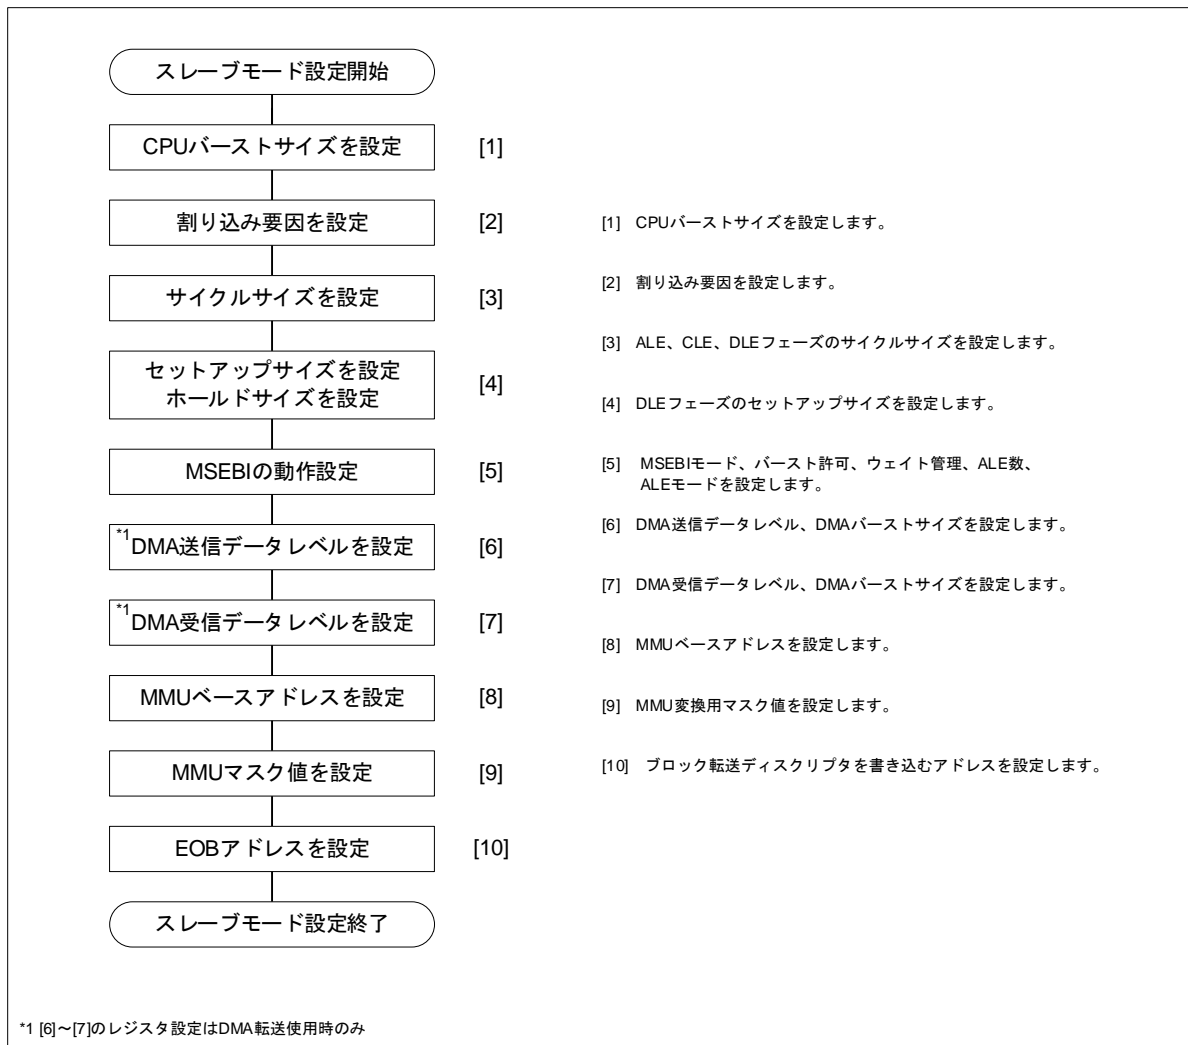 スレーブモード設定開始
CPUバーストサイズを設定 [1]
割り込み要因を設定 [2]
サイクルサイズを設定 [3]
セットアップサイズを設定
ホールドサイズを設定 [4]
MSEBIの動作設定 [5]
*1DMA送信データレベルを設定 [6]
*1DMA受信データレベルを設定 [7]
MMUベースアドレスを設定 [8]
MMUマスク値を設定 [9]
EOBアドレスを設定 [10]
スレーブモード設定終了
[1] CPUバーストサイズを設定します。
[2] 割り込み要因を設定します。
[3] ALE、CLE、DLEフェーズのサイクルサイズを設定します。
[4] DLEフェーズのセットアップサイズを設定します。
[5] MSEBIモード、バースト許可、ウェイト管理、ALE数、
ALEモードを設定します。
[6] DMA送信データレベル、DMAバーストサイズを設定します。
[7] DMA受信データレベル、DMAバーストサイズを設定します。
[8] MMUベースアドレスを設定します。
[9] MMU変換用マスク値を設定します。
[10] ブロック転送ディスクリプタを書き込むアドレスを設定します。
*1 [6]～[7]のレジスタ設定はDMA転送使用時のみ